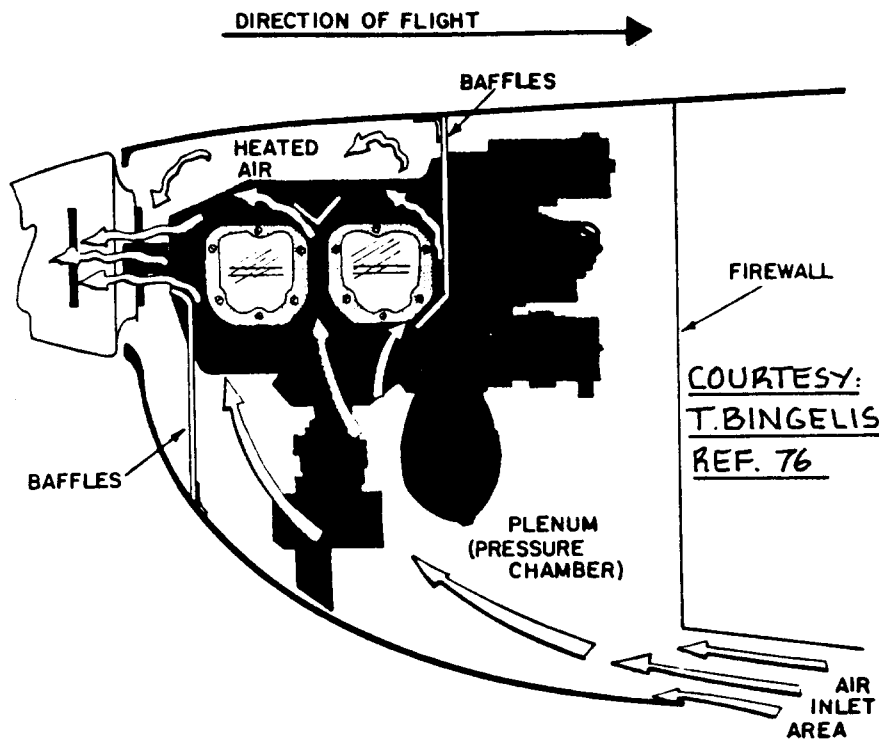 DIRECTION OF FLIGHT
BAFFLES
HEATED
AIR
FIREWALL
COURTESY:
T.BINGELIS
REF. 76
BAFFLES
PLENUM
(PRESSURE
CHAMBER)
AIR
INLET
AREA